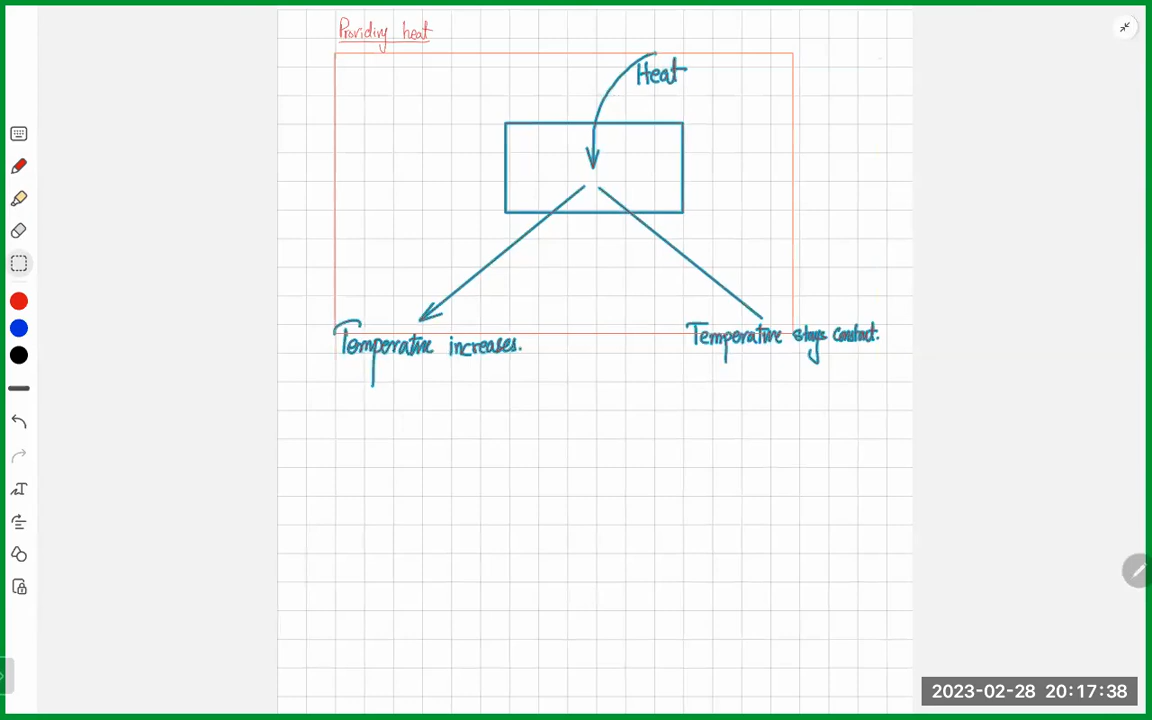 Providing heat
Heat
Temperature increases.
Temperature stays constant.
2023-02-28 20:17:38